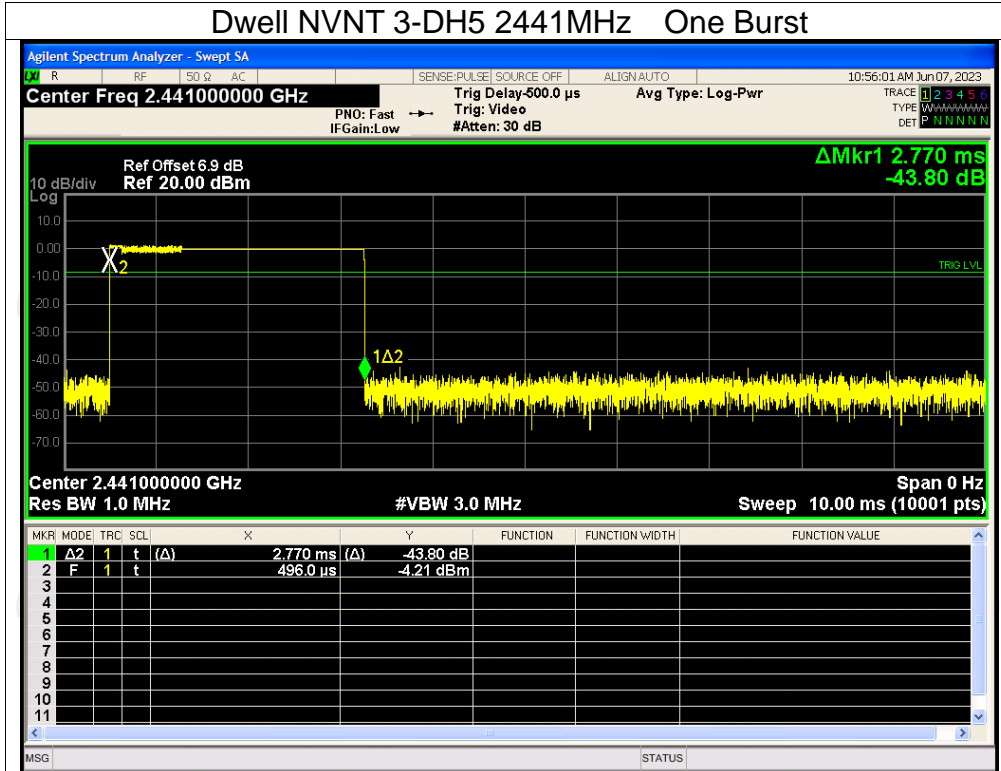 Dwell NVNT 3-DH5 2441MHz One Burst
Agilent Spectrum Analyzer - Swept SA
LXI R RF 50 Ω AC SENSE:PULSE SOURCE OFF ALIGN AUTO 10:56:01 AM Jun 07, 2023
Center Freq 2.441000000 GHz Trig Delay-500.0 µs Avg Type: Log-Pwr TRACE 1 2 3 4 5 6
PNO: Fast Trig: Video TYPE WWWWWW
IFGain:Low #Atten: 30 dB DET P N N N N N
ΔMkr1 2.770 ms
-43.80 dB
Ref Offset 6.9 dB
10 dB/div Ref 20.00 dBm
Log
10.0
0.00
-10.0
-20.0
-30.0
-40.0
-50.0
-60.0
-70.0
2
TRIG LVL
1Δ2
Center 2.441000000 GHz Span 0 Hz
Res BW 1.0 MHz #VBW 3.0 MHz Sweep 10.00 ms (10001 pts)
MKR MODE TRC SCL X Y FUNCTION FUNCTION WIDTH FUNCTION VALUE
1 Δ2 1 t (Δ) 2.770 ms (Δ) -43.80 dB
2 F 1 t 496.0 µs -4.21 dBm
3
4
5
6
7
8
9
10
11
MSG STATUS